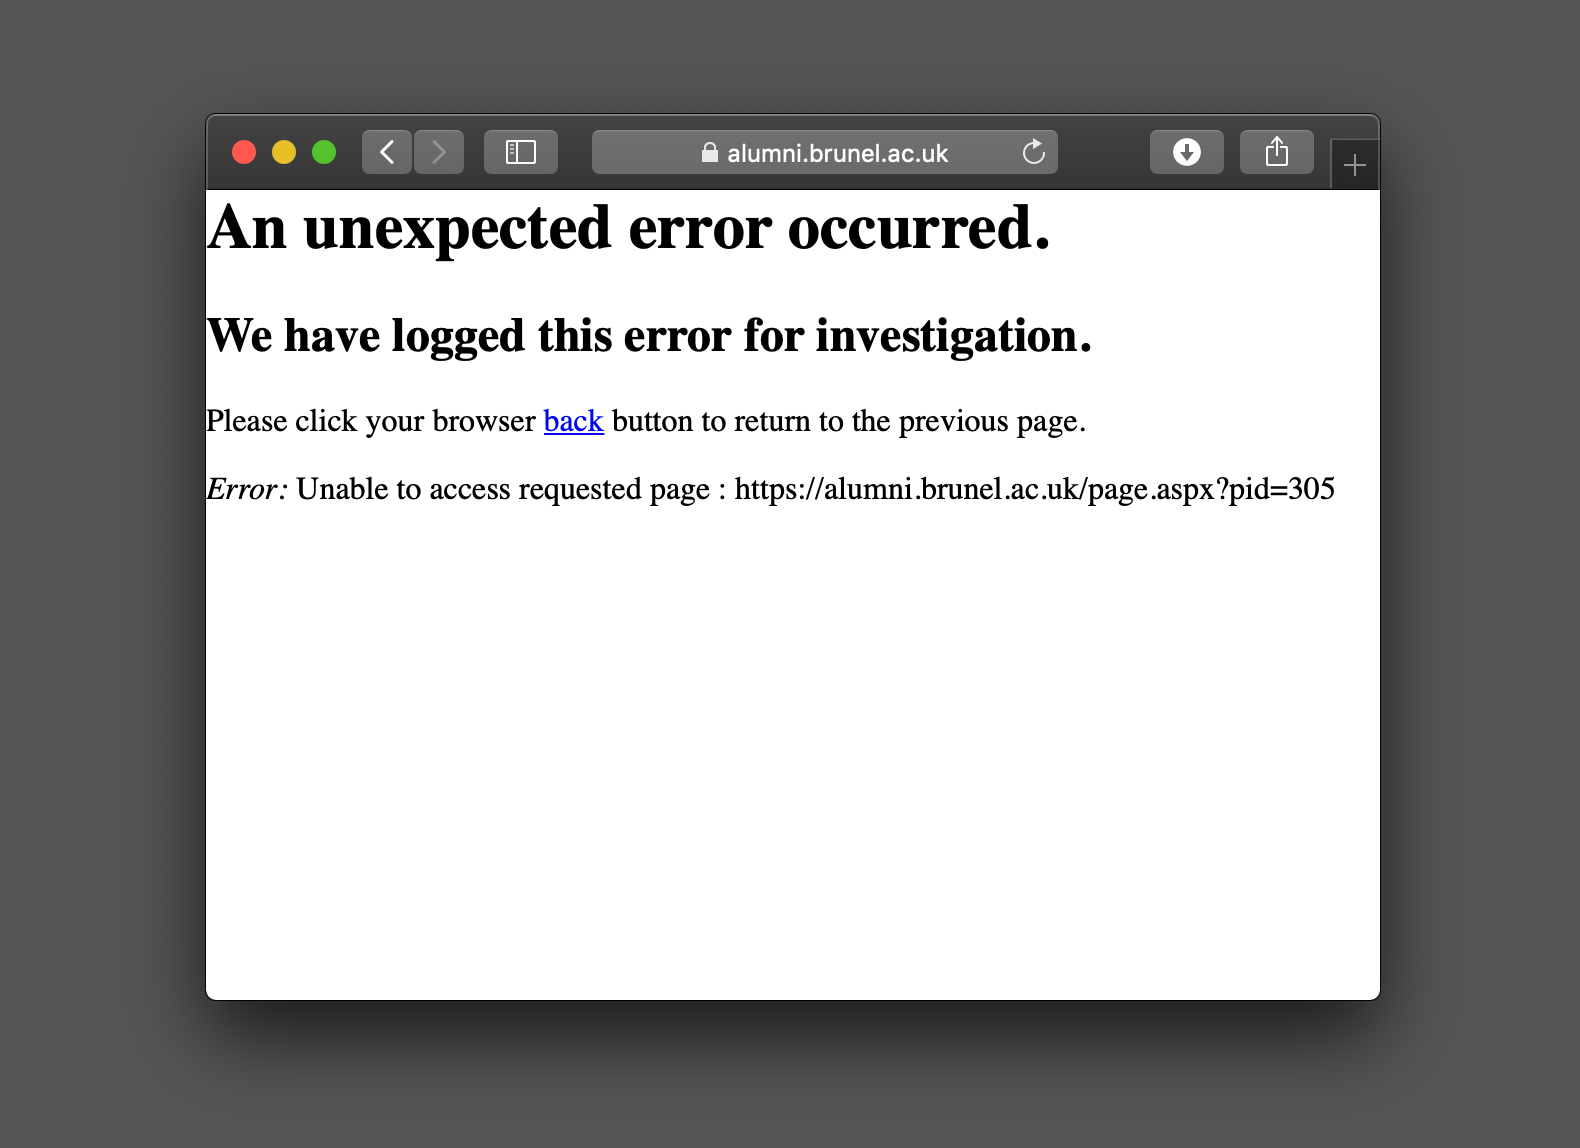 alumni.brunel.ac.uk
An unexpected error occurred.
We have logged this error for investigation.
Please click your browser back button to return to the previous page.
Error: Unable to access requested page : https://alumni.brunel.ac.uk/page.aspx?pid=305